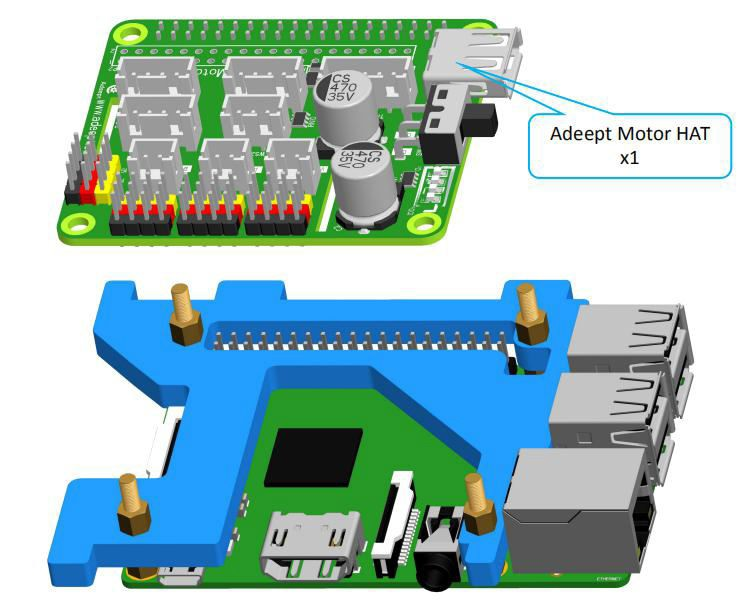 Adeept Motor HAT
x1
CS
470
35V
CS
470
35V
ETHERNET